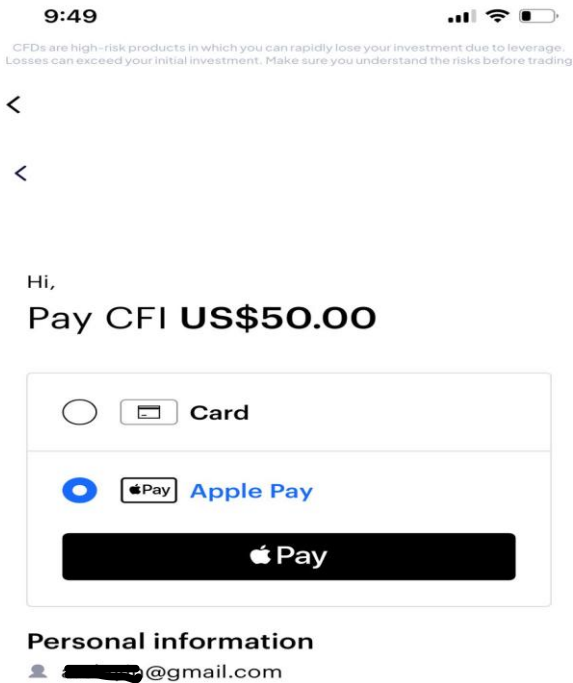 9:49
CFDs are high-risk products in which you can rapidly lose your investment due to leverage.
Losses can exceed your initial investment. Make sure you understand the risks before trading
Hi,
Pay CFI US$50.00
Card
Pay Apple Pay
Pay
Personal information
@gmail.com